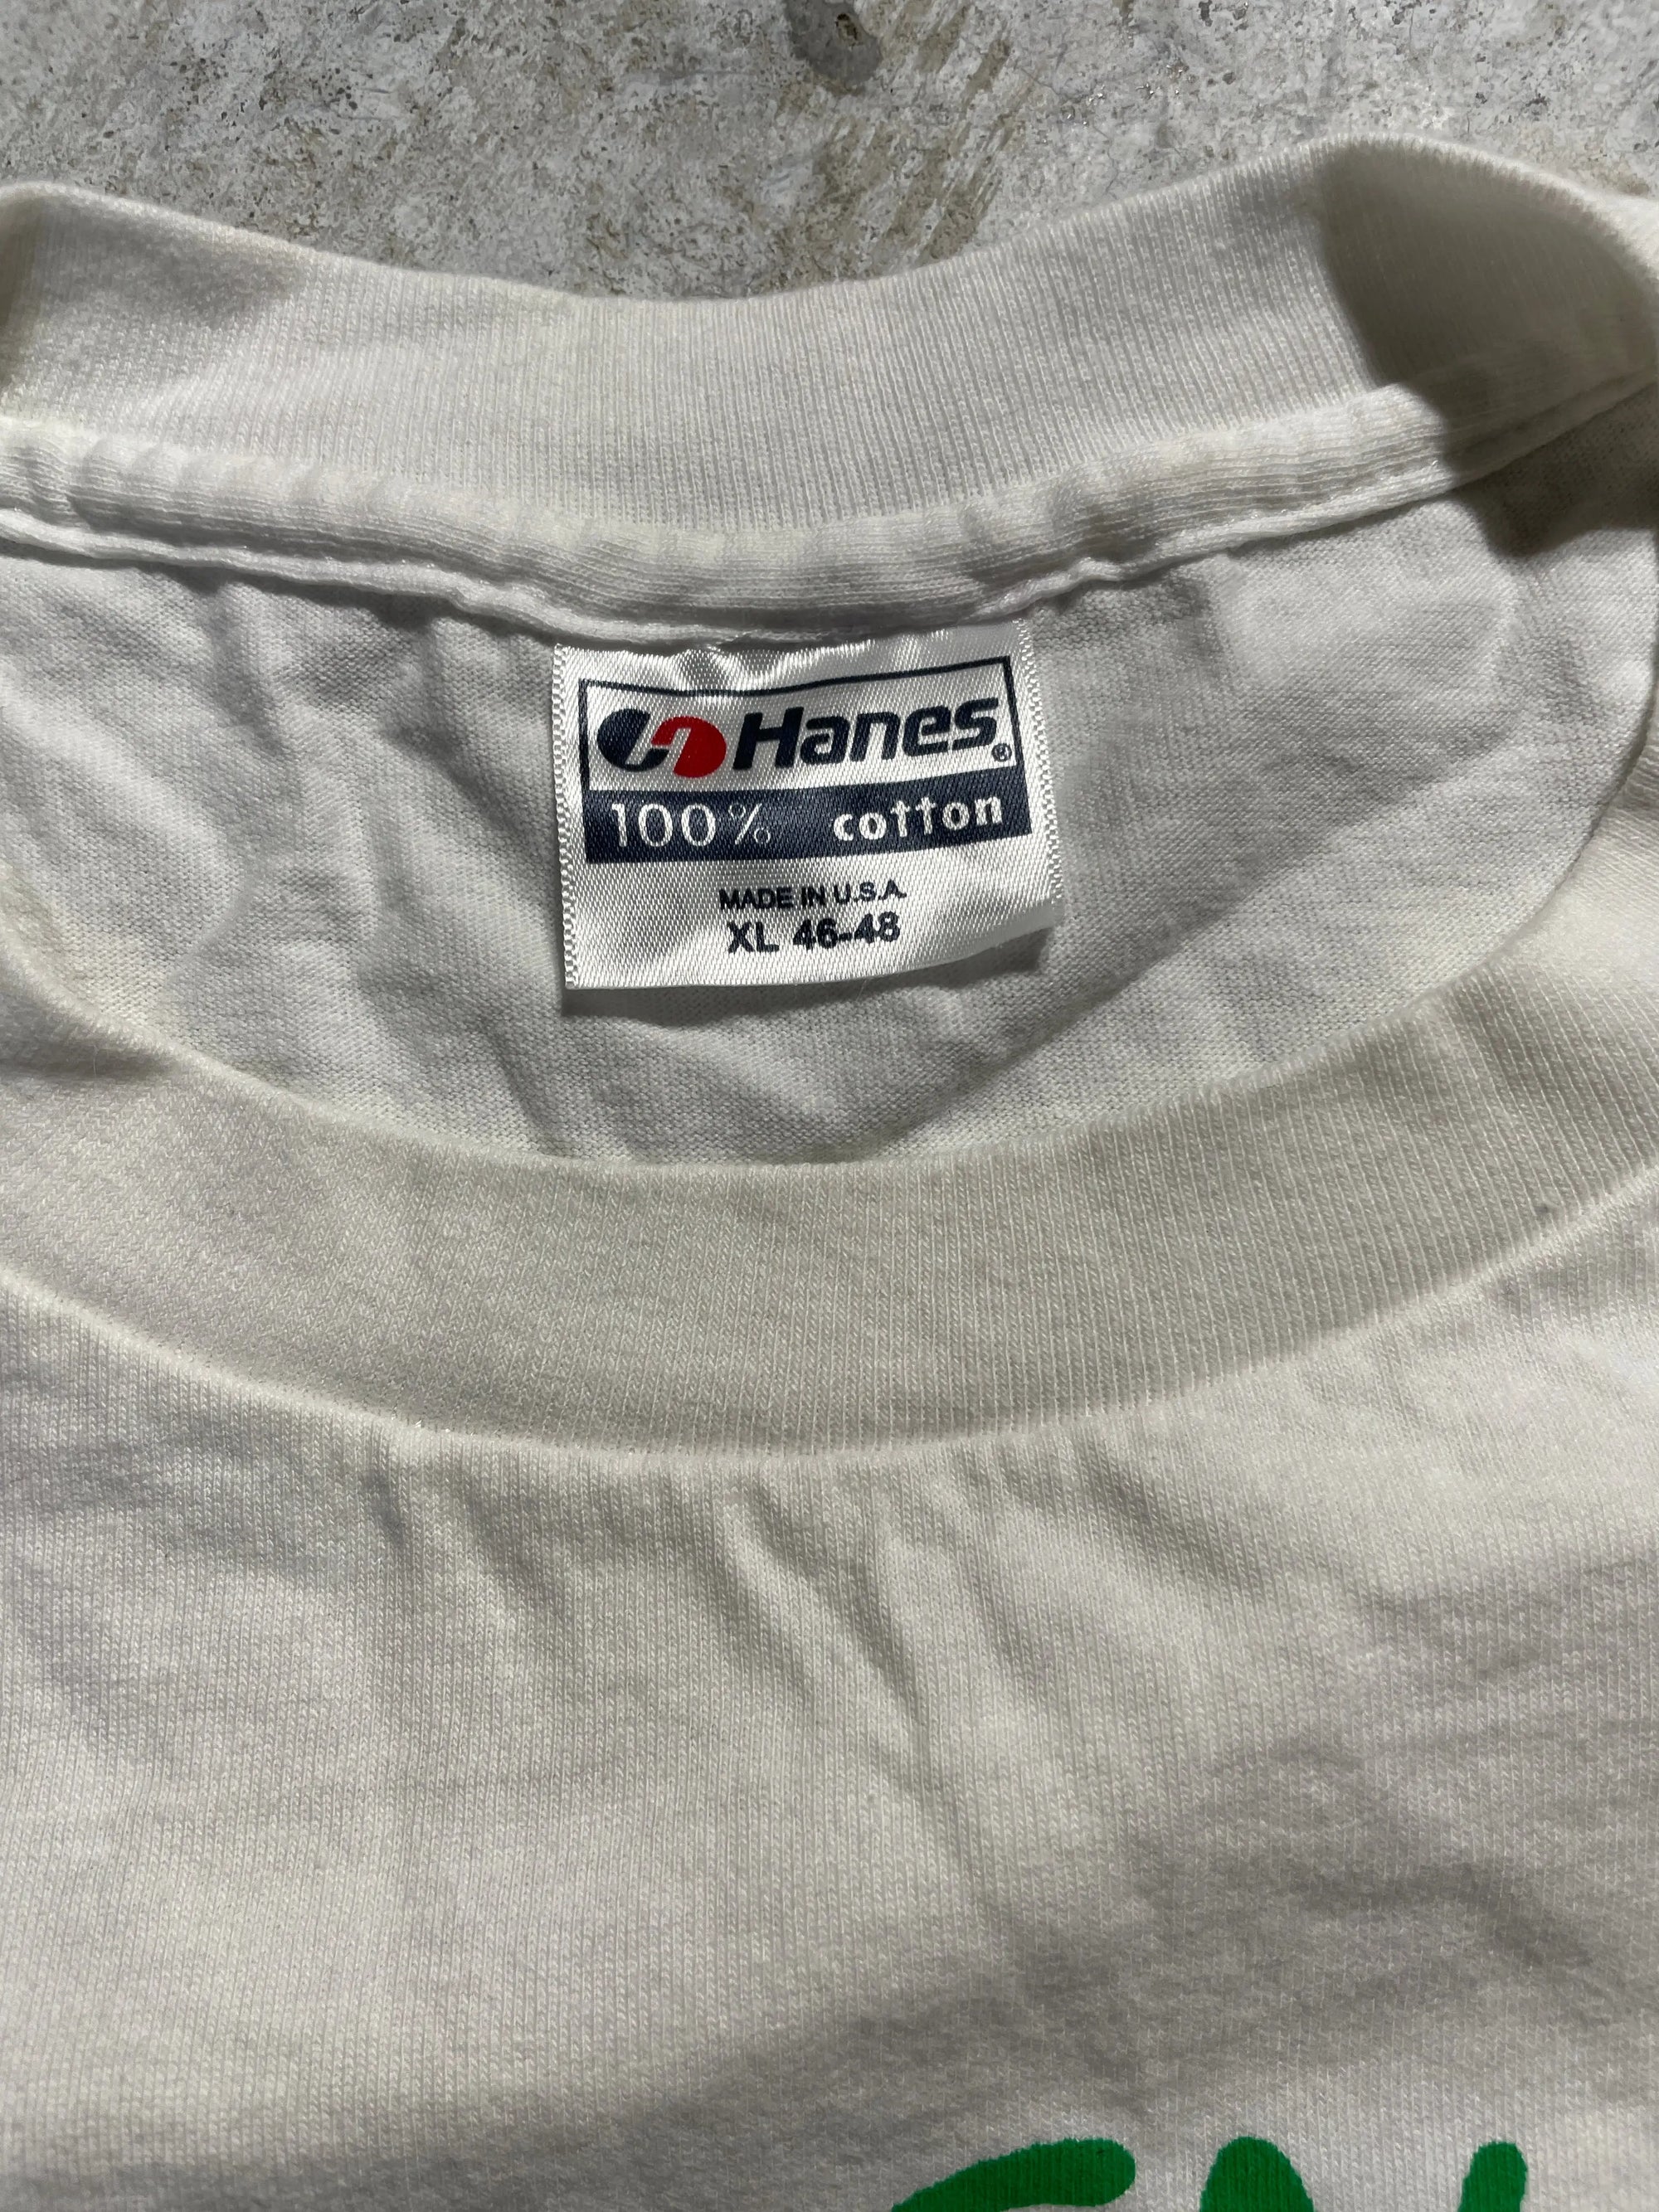 Hanes®
100% cotton
MADE IN U.S.A.
XL 46-48